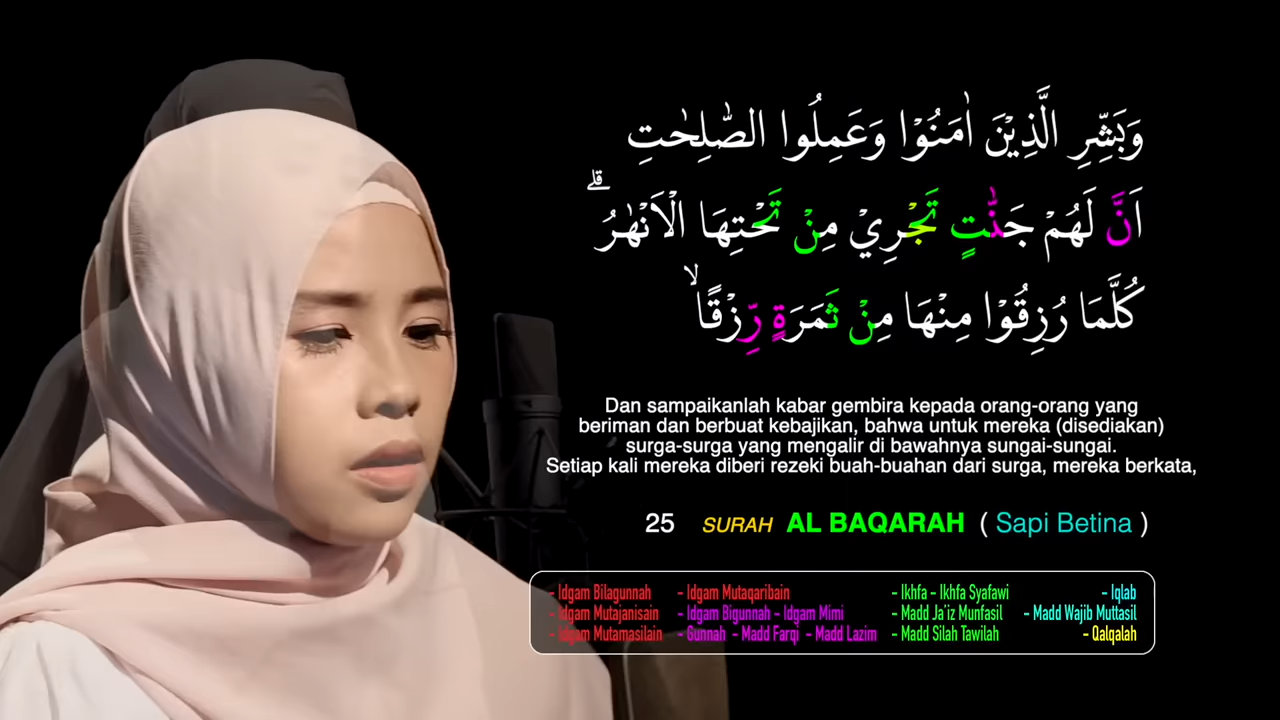 وَبَشِّرِ الَّذِيْنَ اٰمَنُوْا وَعَمِلُوا الصّٰلِحٰتِ
اَنَّ لَهُمْ جَنّٰتٍ تَجْرِيْ مِنْ تَحْتِهَا الْاَنْهٰرُ ۗ
كُلَّمَا رُزِقُوْا مِنْهَا مِنْ ثَمَرَةٍ رِّزْقًا ۙ
Dan sampaikanlah kabar gembira kepada orang-orang yang
beriman dan berbuat kebajikan, bahwa untuk mereka (disediakan)
surga-surga yang mengalir di bawahnya sungai-sungai.
Setiap kali mereka diberi rezeki buah-buahan dari surga, mereka berkata,
25 SURAH AL BAQARAH ( Sapi Betina )
- Idgam Bilagunnah - Idgam Mutaqaribain - Ikhfa - Ikhfa Syafawi - Iqlab
- Idgam Mutajanisain - Idgam Bigunnah - Idgam Mimi - Madd Ja'iz Munfasil - Madd Wajib Muttasil
- Idgam Mutamasilain - Gunnah - Madd Farqi - Madd Lazim - Madd Silah Tawilah - Qalqalah